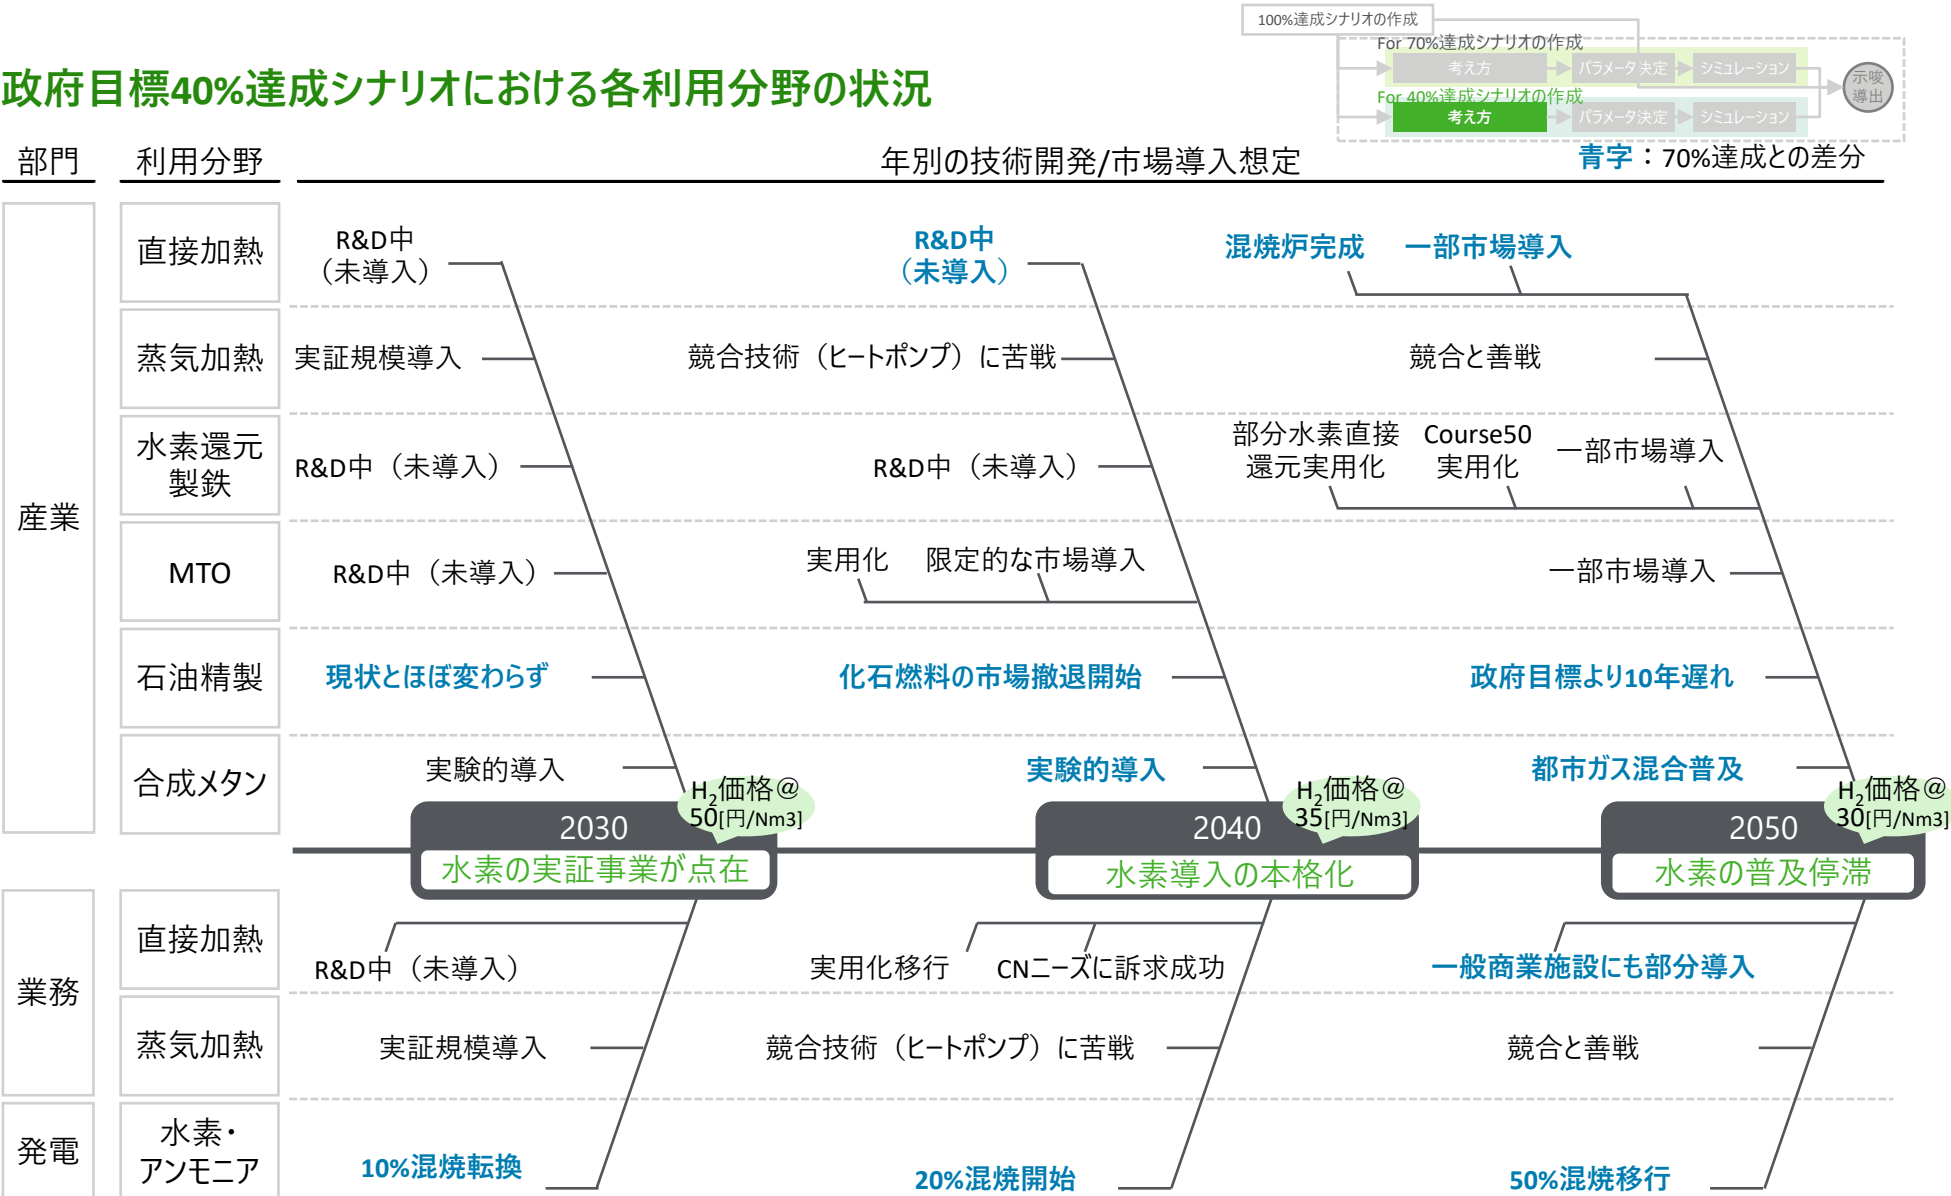 100%達成シナリオの作成
For 70%達成シナリオの作成
考え方
パラメータ決定
シミュレーション
For 40%達成シナリオの作成
考え方
パラメータ決定
シミュレーション
示唆
導出
政府目標40%達成シナリオにおける各利用分野の状況
青字：70%達成との差分
部門
利用分野
年別の技術開発/市場導入想定
産業
直接加熱
R&D中
（未導入）
R&D中
（未導入）
混焼炉完成
一部市場導入
蒸気加熱
実証規模導入
競合技術（ヒートポンプ）に苦戦
競合と善戦
水素還元
製鉄
R&D中（未導入）
R&D中（未導入）
部分水素直接
還元実用化
Course50
実用化
一部市場導入
MTO
R&D中（未導入）
実用化
限定的な市場導入
一部市場導入
石油精製
現状とほぼ変わらず
化石燃料の市場撤退開始
政府目標より10年遅れ
合成メタン
実験的導入
実験的導入
都市ガス混合普及
H2価格@
50[円/Nm3]
H2価格@
35[円/Nm3]
H2価格@
30[円/Nm3]
2030
水素の実証事業が点在
2040
水素導入の本格化
2050
水素の普及停滞
業務
直接加熱
R&D中（未導入）
実用化移行
CNニーズに訴求成功
一般商業施設にも部分導入
蒸気加熱
実証規模導入
競合技術（ヒートポンプ）に苦戦
競合と善戦
発電
水素・
アンモニア
10%混焼転換
20%混焼開始
50%混焼移行